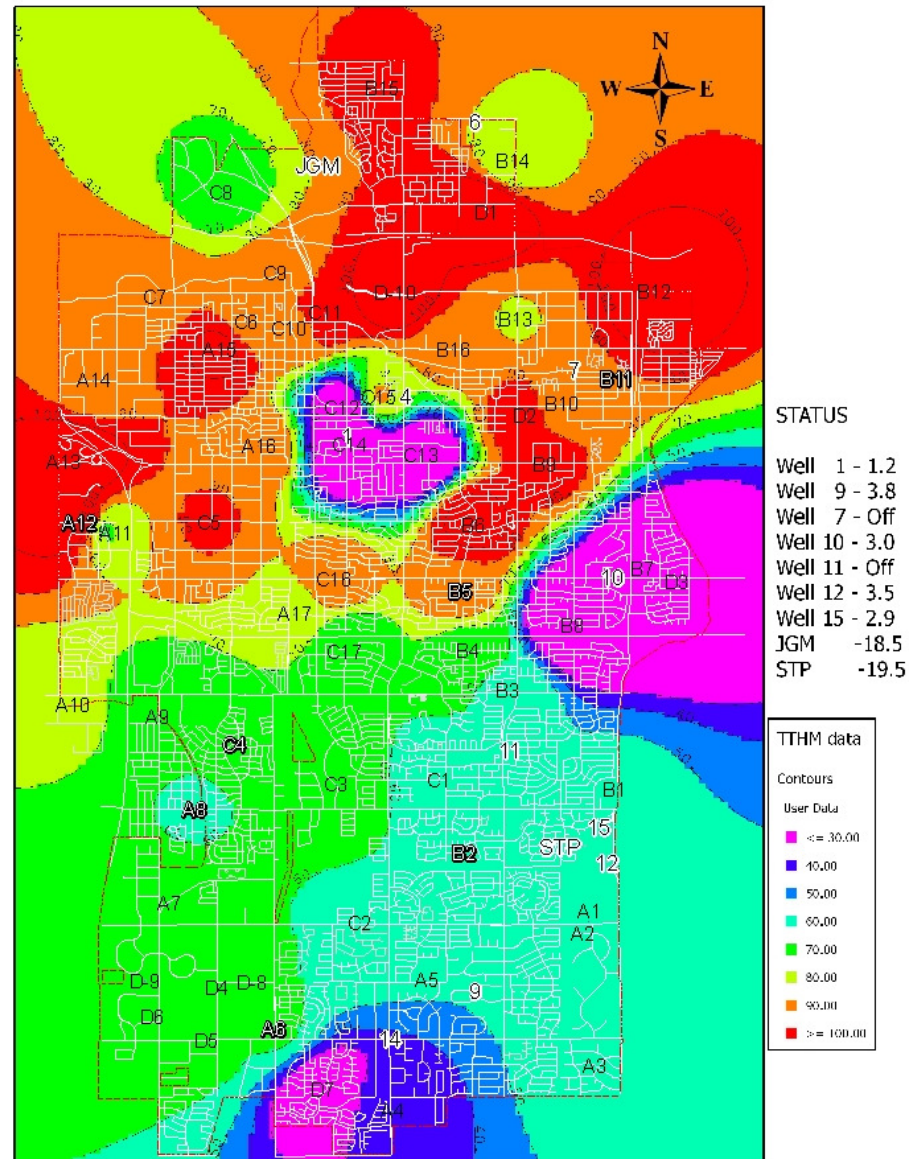 N
W E
S
B15
6
B14
JGM
C8
D1
C9
C7
D-10
B12
C11
C6
C10
B13
A15
B16
A14
7
B11
C15
4
C12
B10
D2
1
C14
A16
C13
A13
B9
A12
C5
B6
A11
B7
10
C16
D3
B5
A17
B8
C17
B4
A10
B3
A9
C4
11
C1
C3
B1
A8
15
STP
B2
12
A7
A1
C2
A2
D-9
D4
D-8
A5
9
D6
A6
D5
14
A3
D7
A4
STATUS
Well 1 - 1.2
Well 9 - 3.8
Well 7 - Off
Well 10 - 3.0
Well 11 - Off
Well 12 - 3.5
Well 15 - 2.9
JGM -18.5
STP -19.5
TTHM data
Contours
User Data
<= 30.00
40.00
50.00
60.00
70.00
80.00
90.00
>= 100.00